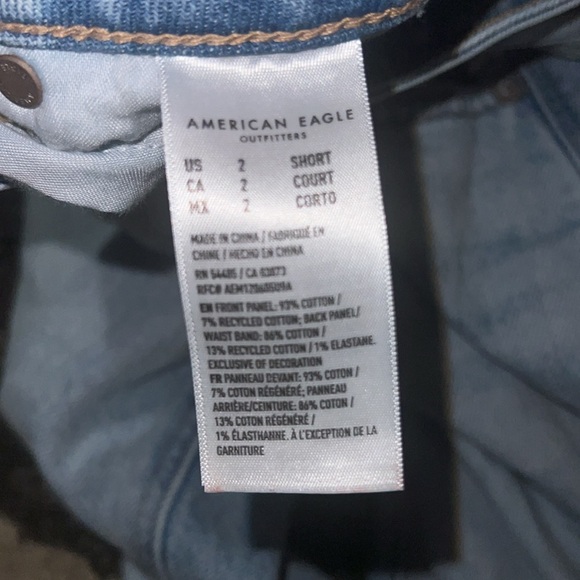 AMERICAN EAGLE
OUTFITTERS
US 2 SHORT
CA 2 COURT
MX 2 CORTO
MADE IN CHINA / FABRIQUÉ EN
CHINE / HECHO EN CHINA
RN 54485 / CA 03873
RFC# AEM120605U9A
EN FRONT PANEL: 93% COTTON /
7% RECYCLED COTTON; BACK PANEL/
WAIST BAND: 86% COTTON /
13% RECYCLED COTTON / 1% ELASTANE.
EXCLUSIVE OF DECORATION
FR PANNEAU DEVANT: 93% COTON /
7% COTON RÉGÉNÉRÉ; PANNEAU
ARRIÈRE/CEINTURE: 86% COTON /
13% COTON RÉGÉNÉRÉ /
1% ÉLASTHANNE. À L'EXCEPTION DE LA
GARNITURE